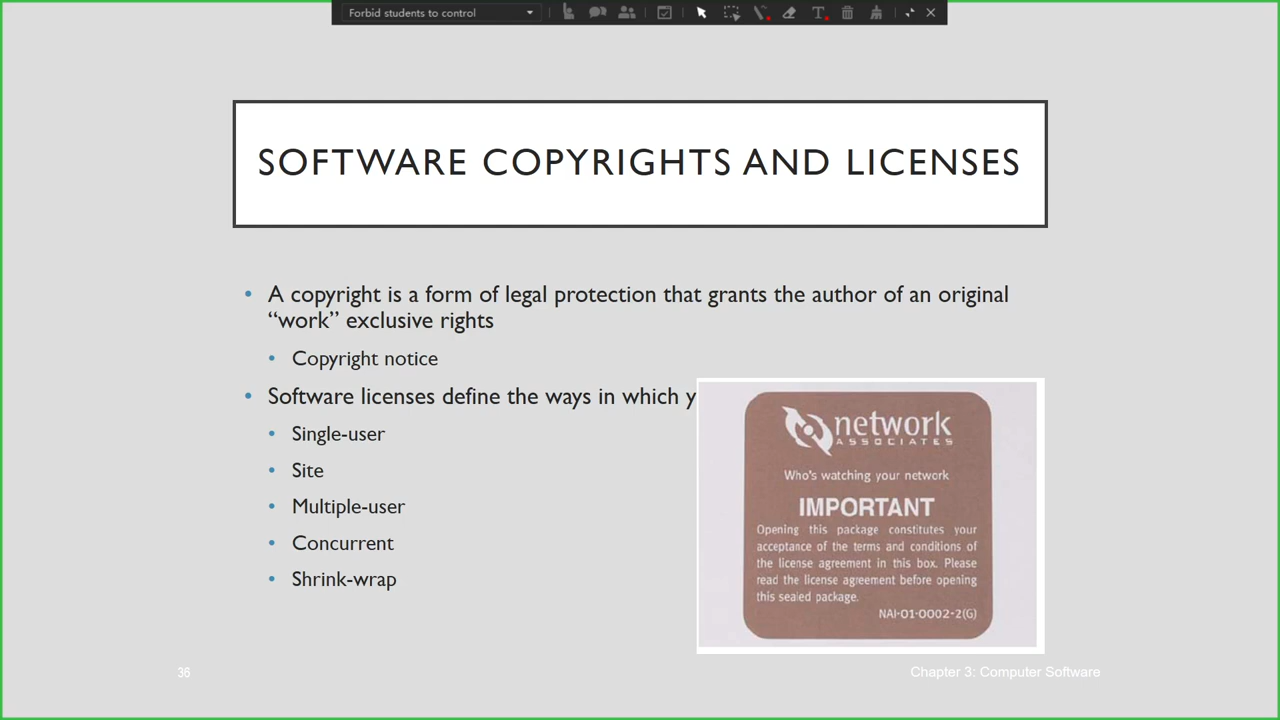 Forbid students to control
SOFTWARE COPYRIGHTS AND LICENSES
• A copyright is a form of legal protection that grants the author of an original
“work” exclusive rights
• Copyright notice
• Software licenses define the ways in which y
• Single-user
• Site
• Multiple-user
• Concurrent
• Shrink-wrap
network
ASSOCIATES
Who's watching your network
IMPORTANT
Opening this package constitutes your
acceptance of the terms and conditions of
the license agreement in this box. Please
read the license agreement before opening
this sealed package.
NAI-01-0002-2(G)
36
Chapter 3: Computer Software